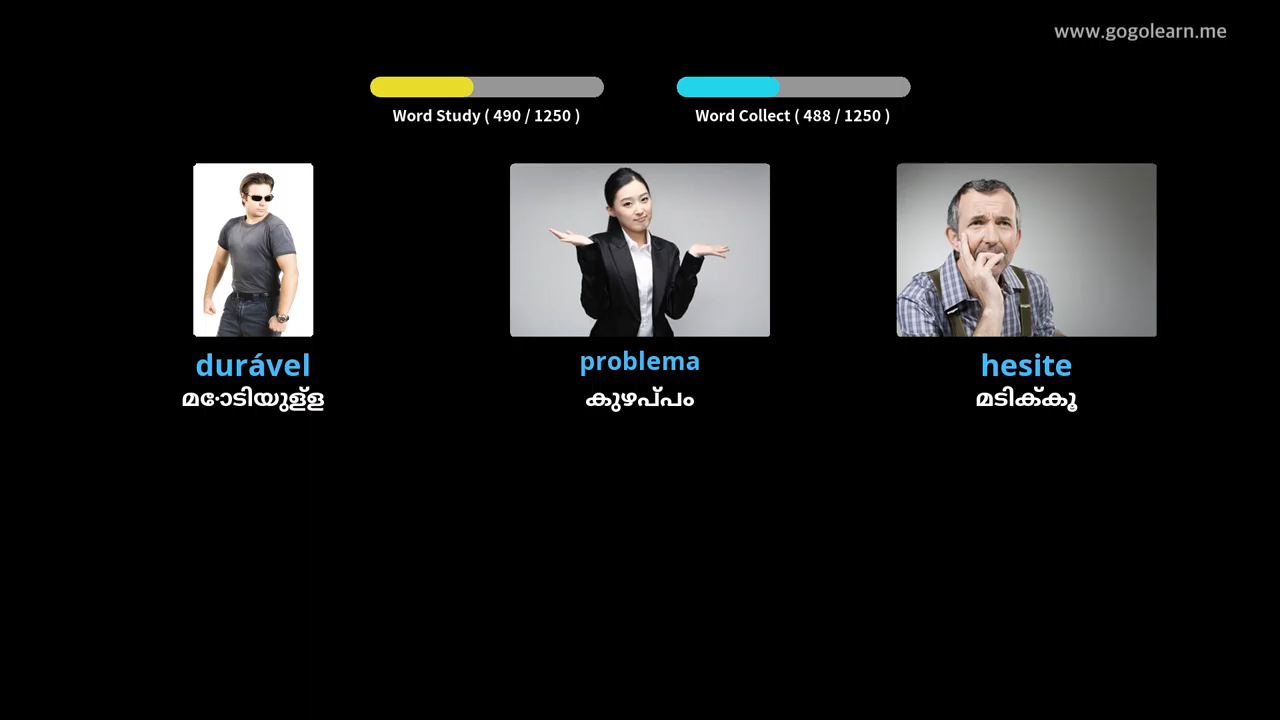 www.gogolearn.me
Word Study ( 490 / 1250 )
Word Collect ( 488 / 1250 )
durável
problema
hesite
മോടിയുള്ള
കുഴപ്പം
മടിക്കൂ